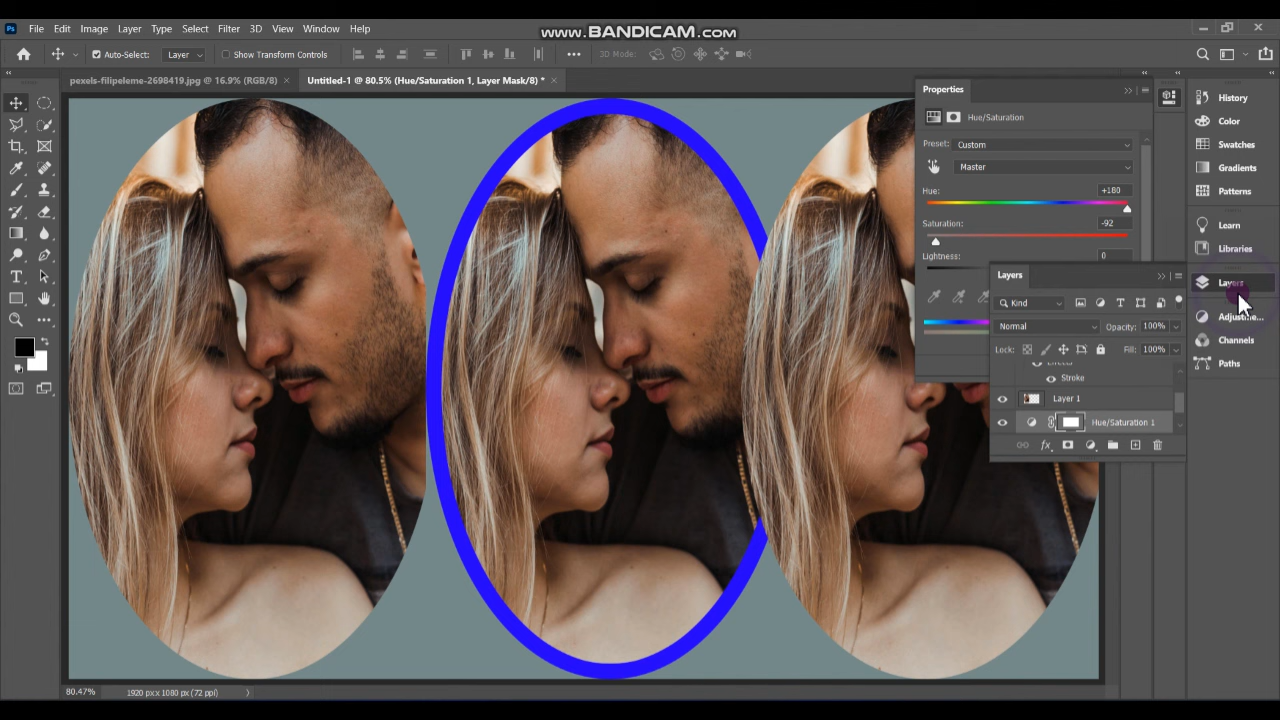 Ps File Edit Image Layer Type Select Filter 3D View Window Help
www.BANDICAM.com
Auto-Select: Layer Show Transform Controls 3D Mode:
pexels-filipeleme-2698419.jpg @ 16.9% (RGB/8) × Untitled-1 @ 80.5% (Hue/Saturation 1, Layer Mask/8) * ×
Properties
Hue/Saturation
Preset: Custom
Master
Hue: +180
Saturation: -92
Lightness: 0
Layers
Kind
Normal Opacity: 100%
Lock: Fill: 100%
Stroke
Layer 1
Hue/Saturation 1
fx
History
Color
Swatches
Gradients
Patterns
Learn
Libraries
Layers
Adjustme...
Channels
Paths
80.47% 1920 px x 1080 px (72 ppi)